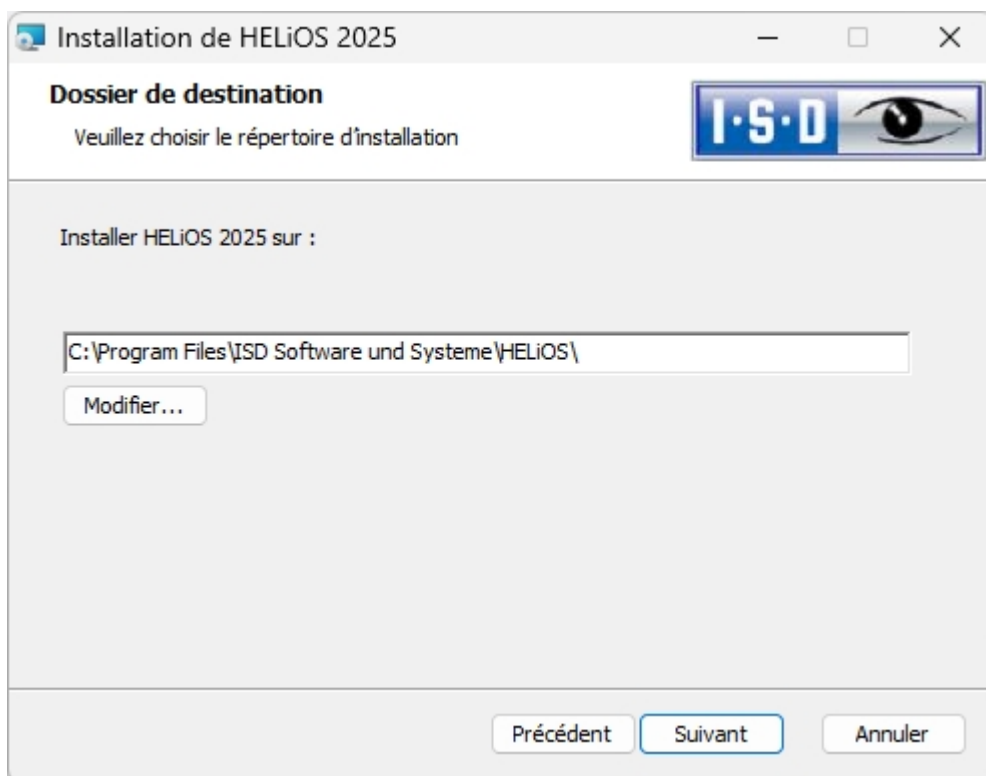 Installation de HELiOS 2025
Dossier de destination
Veuillez choisir le répertoire d'installation
I·S·D
Installer HELiOS 2025 sur :
C:\Program Files\ISD Software und Systeme\HELiOS\
Modifier...
Précédent Suivant Annuler